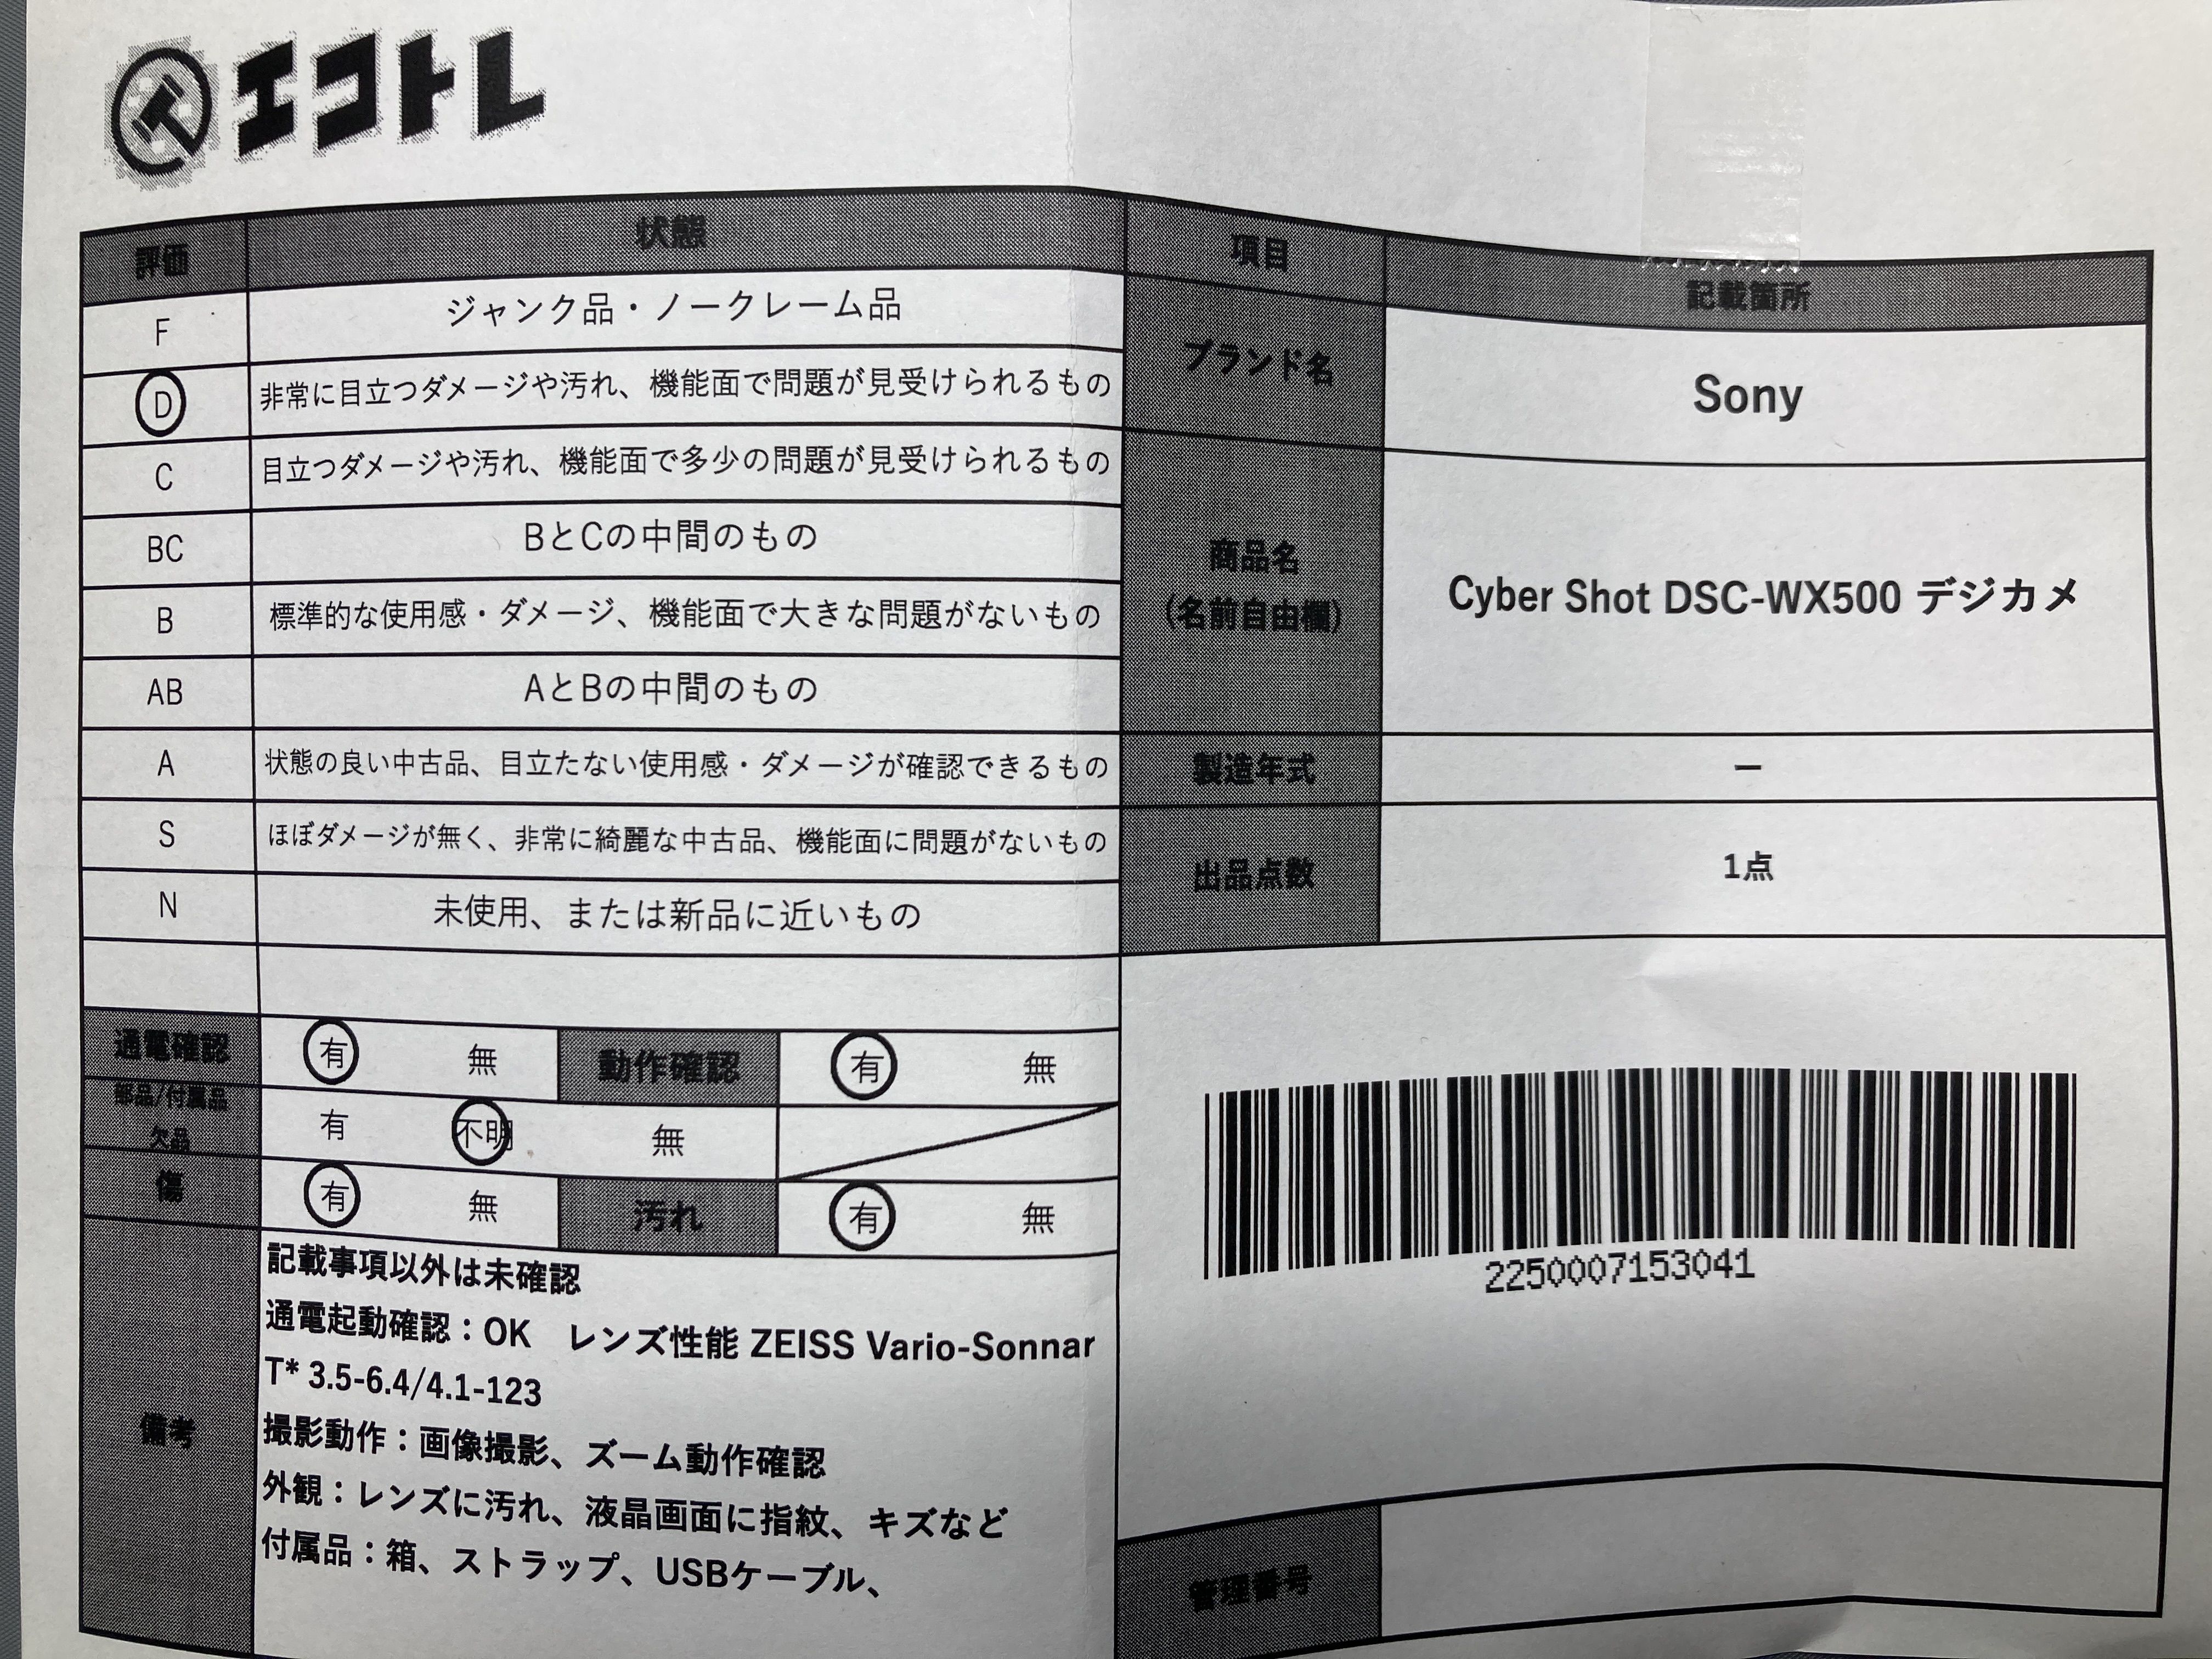 エコトレ
評価 状態
F ジャンク品・ノークレーム品
D 非常に目立つダメージや汚れ、機能面で問題が見受けられるもの
C 目立つダメージや汚れ、機能面で多少の問題が見受けられるもの
BC BとCの中間のもの
B 標準的な使用感・ダメージ、機能面で大きな問題がないもの
AB AとBの中間のもの
A 状態の良い中古品、目立たない使用感・ダメージが確認できるもの
S ほぼダメージが無く、非常に綺麗な中古品、機能面に問題がないもの
N 未使用、または新品に近いもの
通電確認 有 無 動作確認 有 無
部品/付属品
欠品 有 不明 無
傷 有 無 汚れ 有 無
備考
記載事項以外は未確認
通電起動確認：OK　レンズ性能 ZEISS Vario-Sonnar
T* 3.5-6.4/4.1-123
撮影動作：画像撮影、ズーム動作確認
外観：レンズに汚れ、液晶画面に指紋、キズなど
付属品：箱、ストラップ、USBケーブル、
項目 記載箇所
ブランド名 Sony
商品名
(名前自由欄) Cyber Shot DSC-WX500 デジカメ
製造年式 ー
出品点数 1点
2250007153041
管理番号